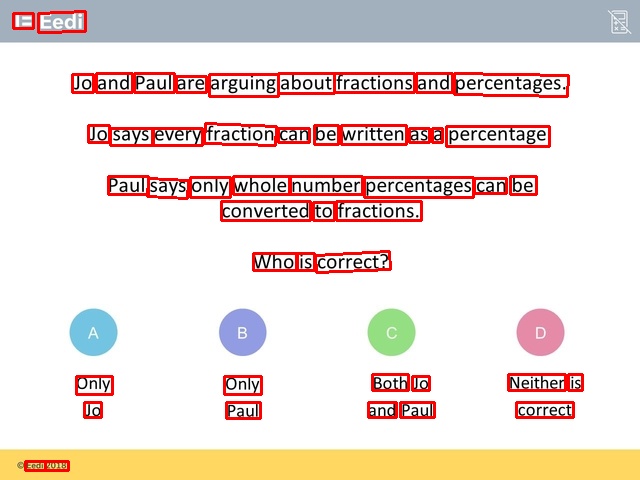 Eedi
Jo and Paul are arguing about fractions and percentages.
Jo says every fraction can be written as a percentage
Paul says only whole number percentages can be
converted to fractions.
Who is correct?
A B C D
Only Only Both Jo Neither is
Jo Paul and Paul correct
© Eedi 2018